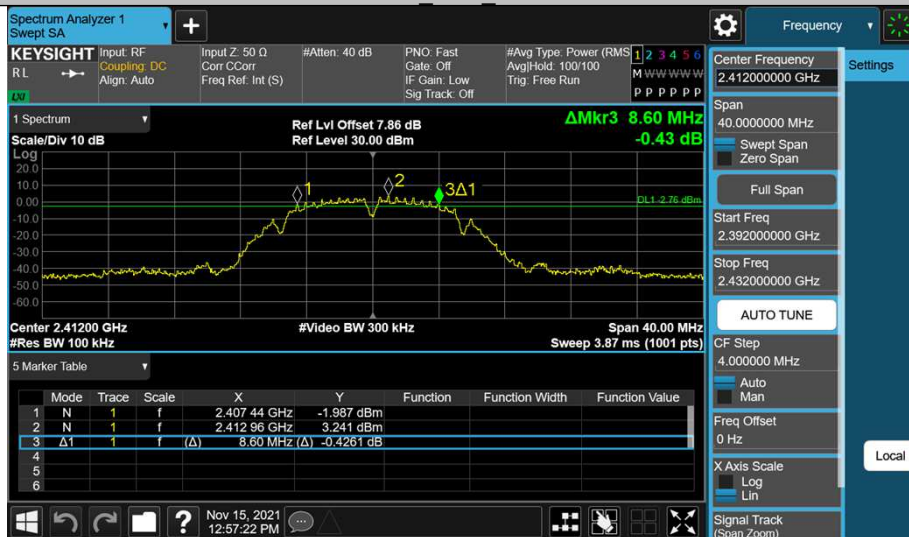 Spectrum Analyzer 1
Swept SA
Frequency
KEYSIGHT
RL
LXI
Input: RF
Coupling: DC
Align: Auto
Input Z: 50 Ω
Corr CCorr
Freq Ref: Int (S)
#Atten: 40 dB
PNO: Fast
Gate: Off
IF Gain: Low
Sig Track: Off
#Avg Type: Power (RMS
Avg|Hold: 100/100
Trig: Free Run
1 2 3 4 5 6
M W W W W W
P P P P P P
1 Spectrum
Scale/Div 10 dB
Ref Lvl Offset 7.86 dB
Ref Level 30.00 dBm
ΔMkr3 8.60 MHz
-0.43 dB
Log
20.0
10.0
0.00
-10.0
-20.0
-30.0
-40.0
-50.0
-60.0
1
2
3Δ1
DL1 -2.76 dBm
Center 2.41200 GHz
#Video BW 300 kHz
Span 40.00 MHz
#Res BW 100 kHz
Sweep 3.87 ms (1001 pts)
5 Marker Table
Mode Trace Scale X Y Function Function Width Function Value
1 N 1 f 2.407 44 GHz -1.987 dBm
2 N 1 f 2.412 96 GHz 3.241 dBm
3 Δ1 1 f (Δ) 8.60 MHz (Δ) -0.4261 dB
4
5
6
Nov 15, 2021
12:57:22 PM
?
Center Frequency
2.412000000 GHz
Span
40.0000000 MHz
Swept Span
Zero Span
Full Span
Start Freq
2.392000000 GHz
Stop Freq
2.432000000 GHz
AUTO TUNE
CF Step
4.000000 MHz
Auto
Man
Freq Offset
0 Hz
X Axis Scale
Log
Lin
Signal Track
(Span Zoom)
Settings
Local